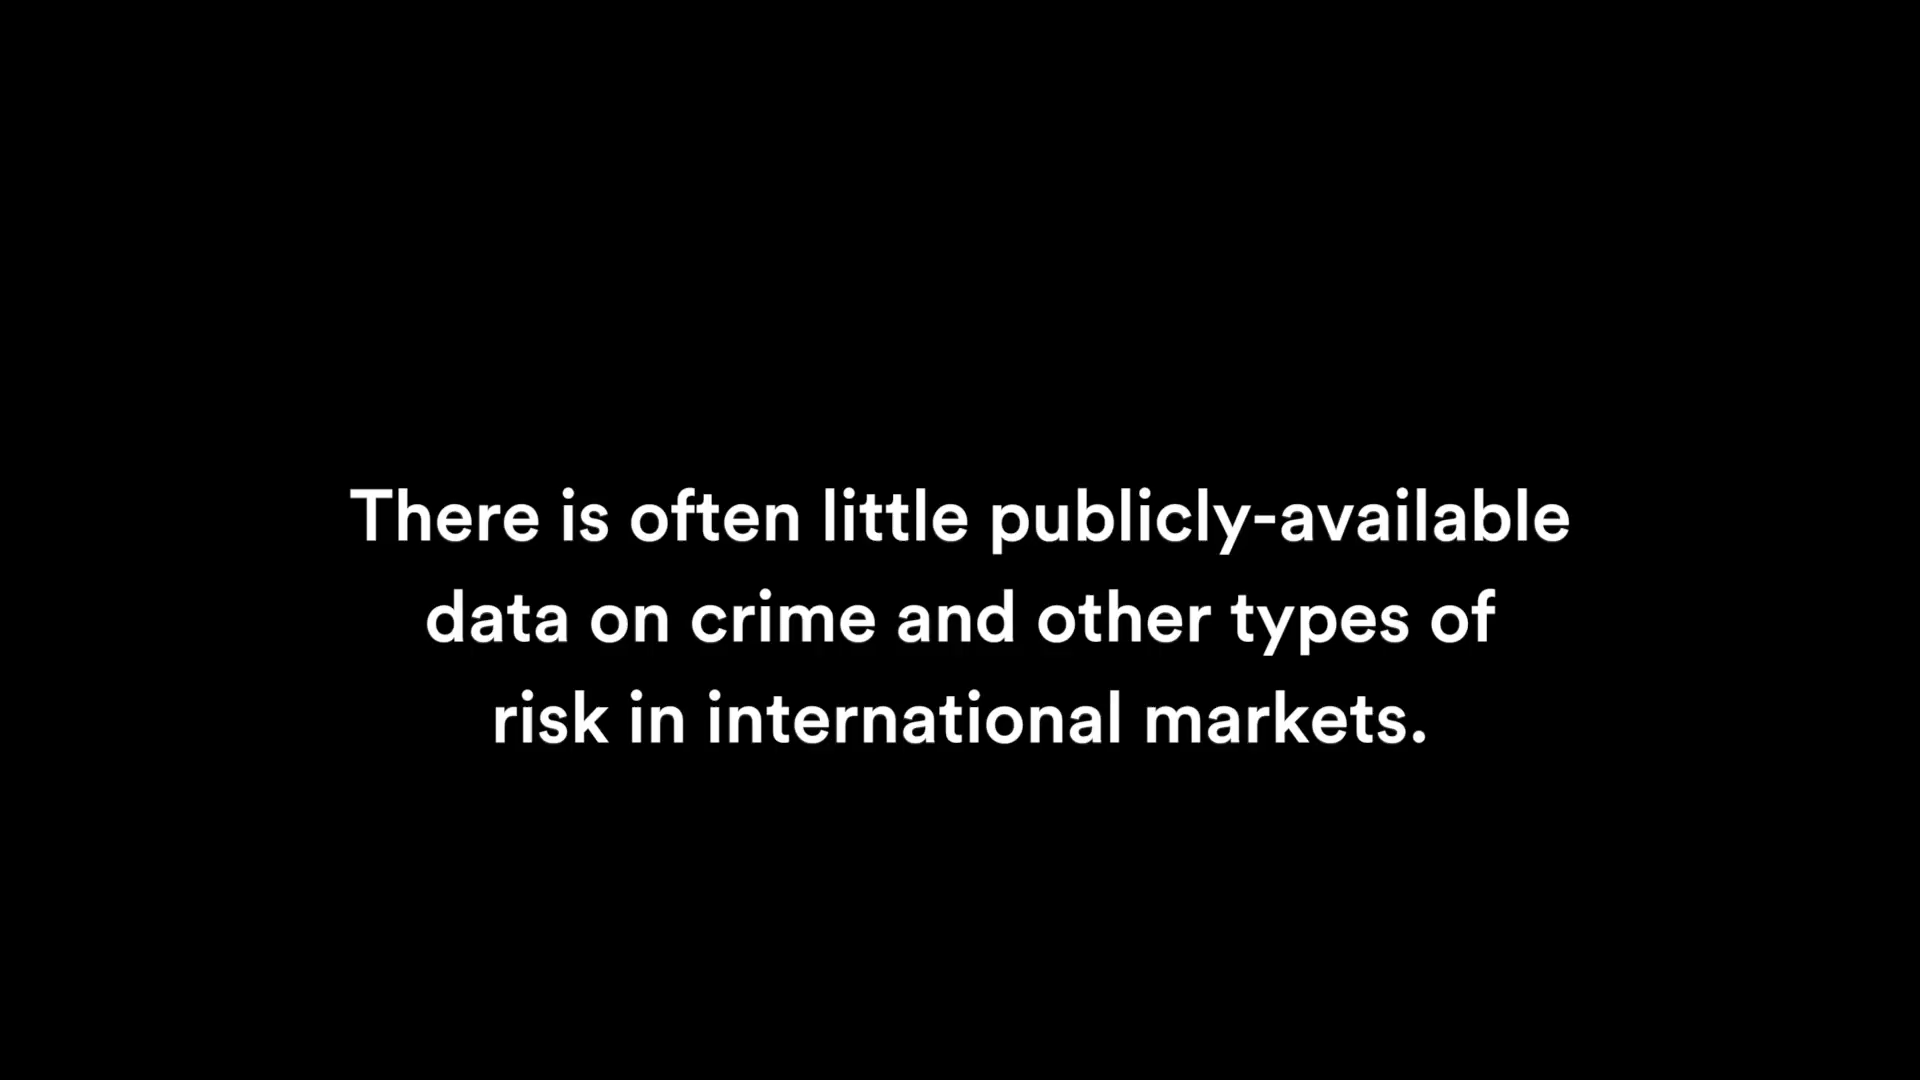 There is often little publicly-available
data on crime and other types of
risk in international markets.